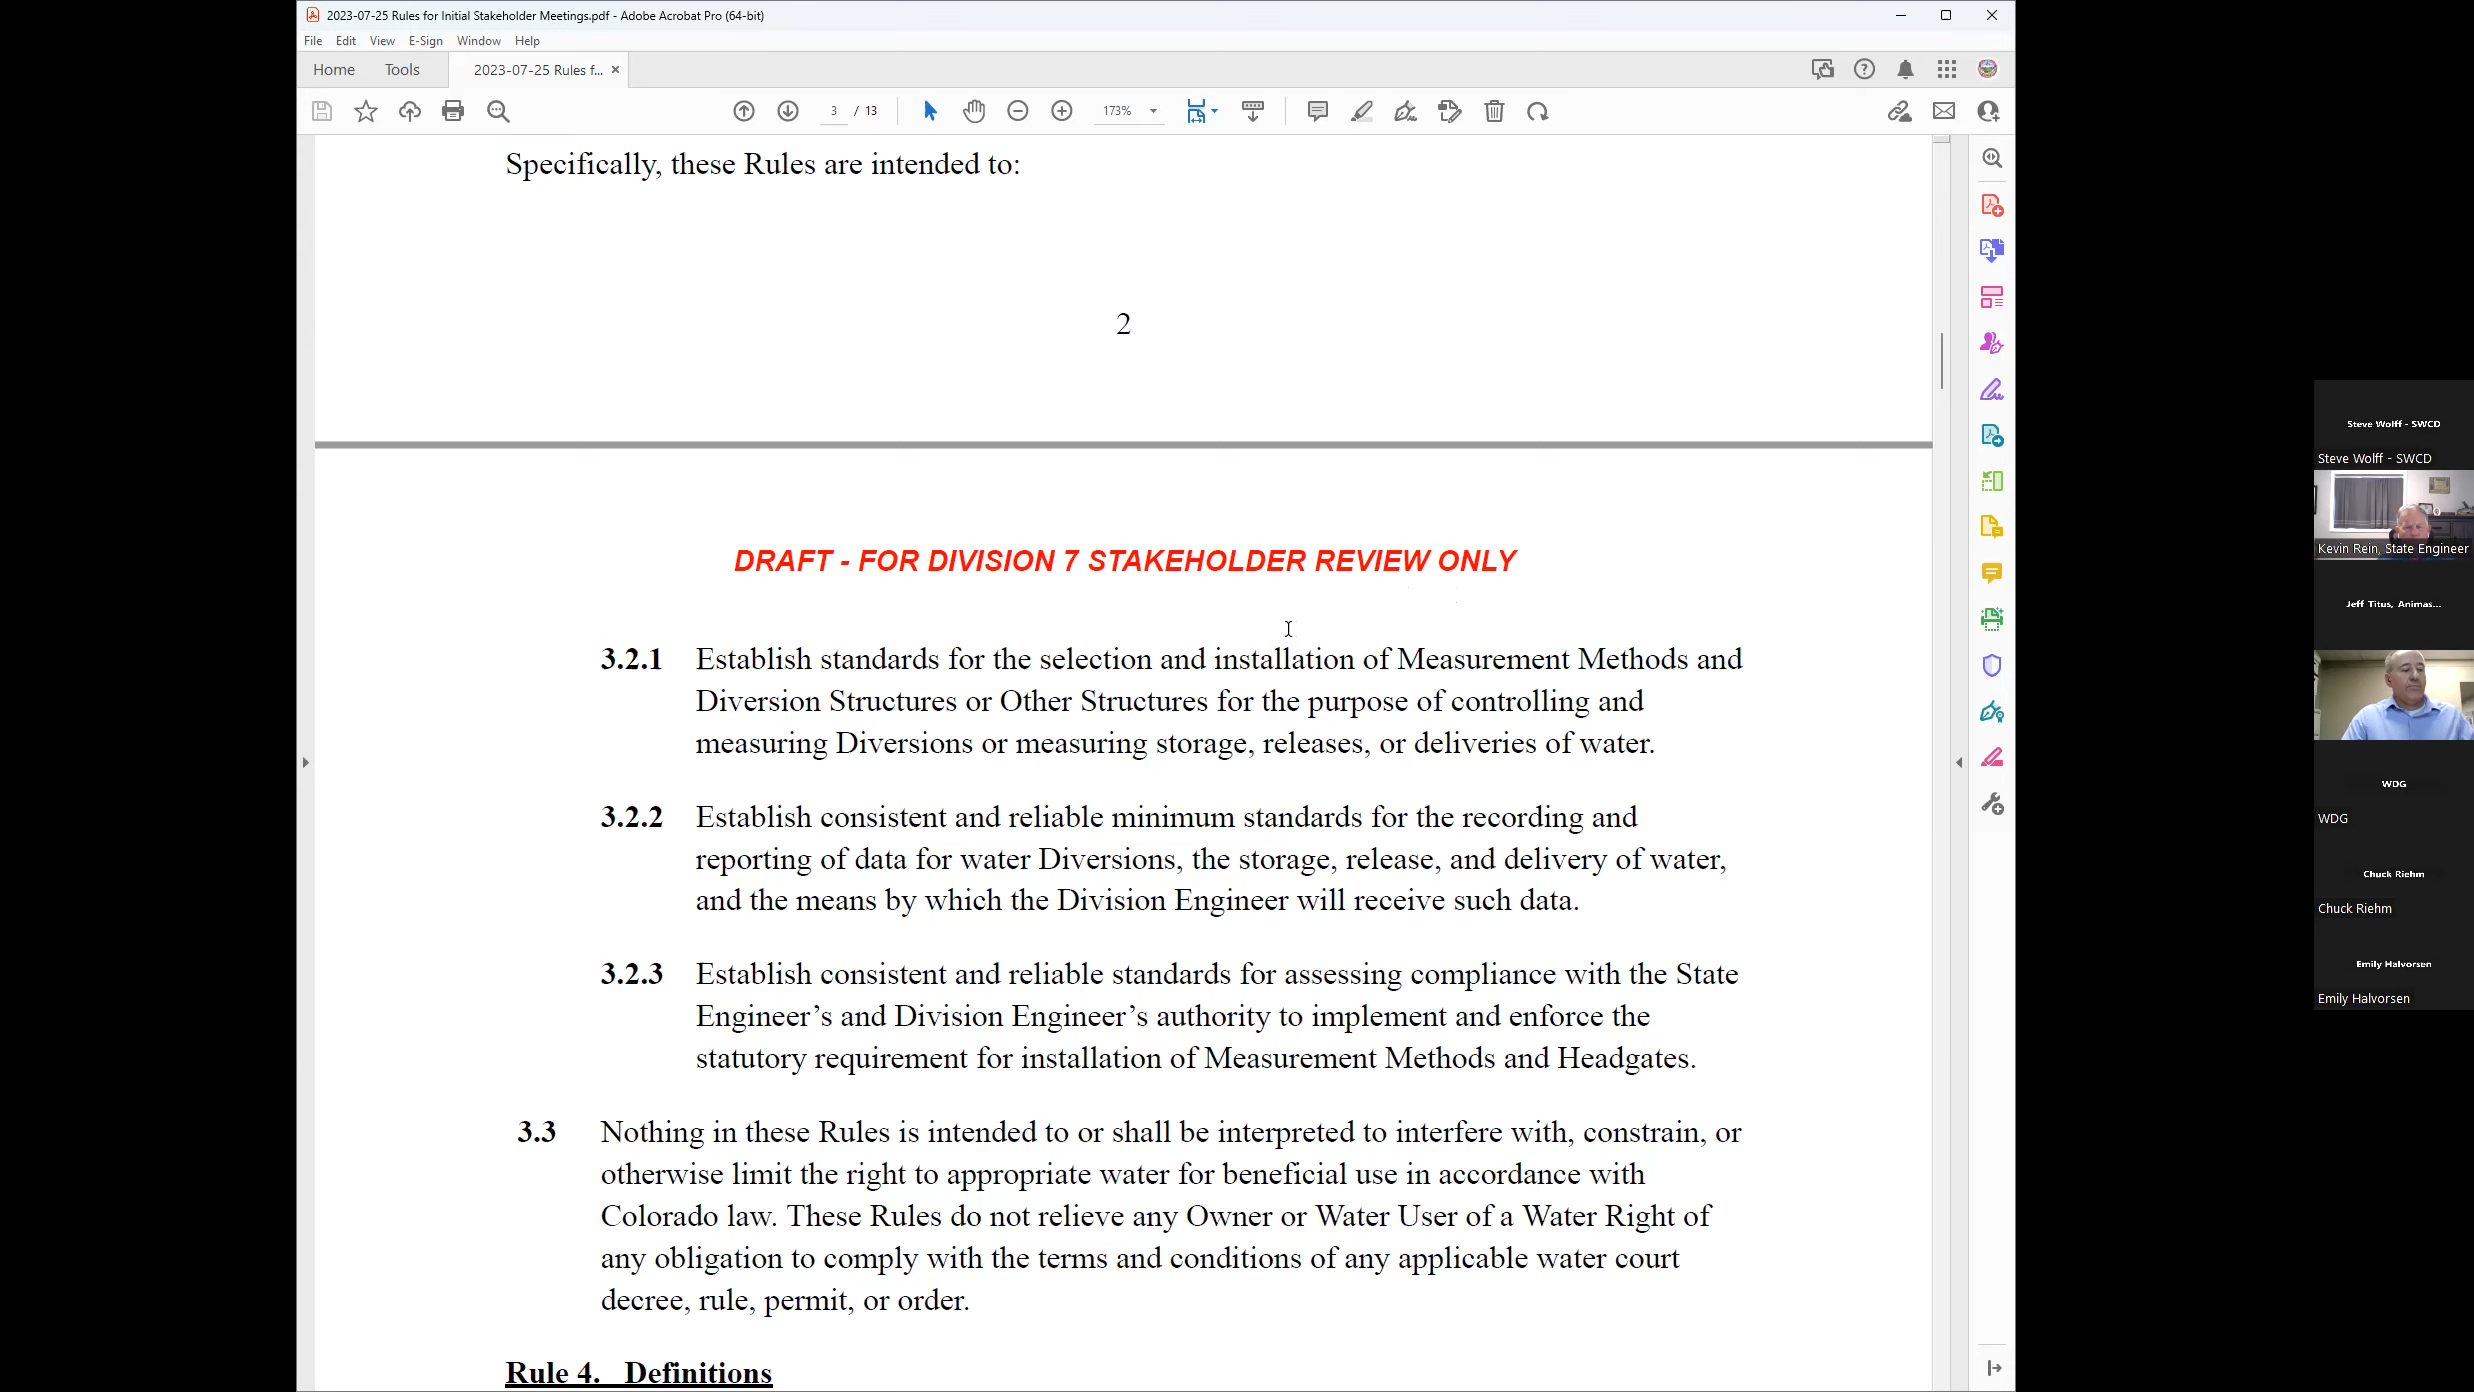 2023-07-25 Rules for Initial Stakeholder Meetings.pdf - Adobe Acrobat Pro (64-bit)
File Edit View E-Sign Window Help
Home Tools 2023-07-25 Rules f... ×
3 / 13 173%
Specifically, these Rules are intended to:
2
DRAFT - FOR DIVISION 7 STAKEHOLDER REVIEW ONLY
3.2.1 Establish standards for the selection and installation of Measurement Methods and
Diversion Structures or Other Structures for the purpose of controlling and
measuring Diversions or measuring storage, releases, or deliveries of water.
3.2.2 Establish consistent and reliable minimum standards for the recording and
reporting of data for water Diversions, the storage, release, and delivery of water,
and the means by which the Division Engineer will receive such data.
3.2.3 Establish consistent and reliable standards for assessing compliance with the State
Engineer’s and Division Engineer’s authority to implement and enforce the
statutory requirement for installation of Measurement Methods and Headgates.
3.3 Nothing in these Rules is intended to or shall be interpreted to interfere with, constrain, or
otherwise limit the right to appropriate water for beneficial use in accordance with
Colorado law. These Rules do not relieve any Owner or Water User of a Water Right of
any obligation to comply with the terms and conditions of any applicable water court
decree, rule, permit, or order.
Rule 4. Definitions
Steve Wolff - SWCD
Steve Wolff - SWCD
Kevin Rein, State Engineer
Jeff Titus, Animas...
WDG
WDG
Chuck Riehm
Chuck Riehm
Emily Halvorsen
Emily Halvorsen